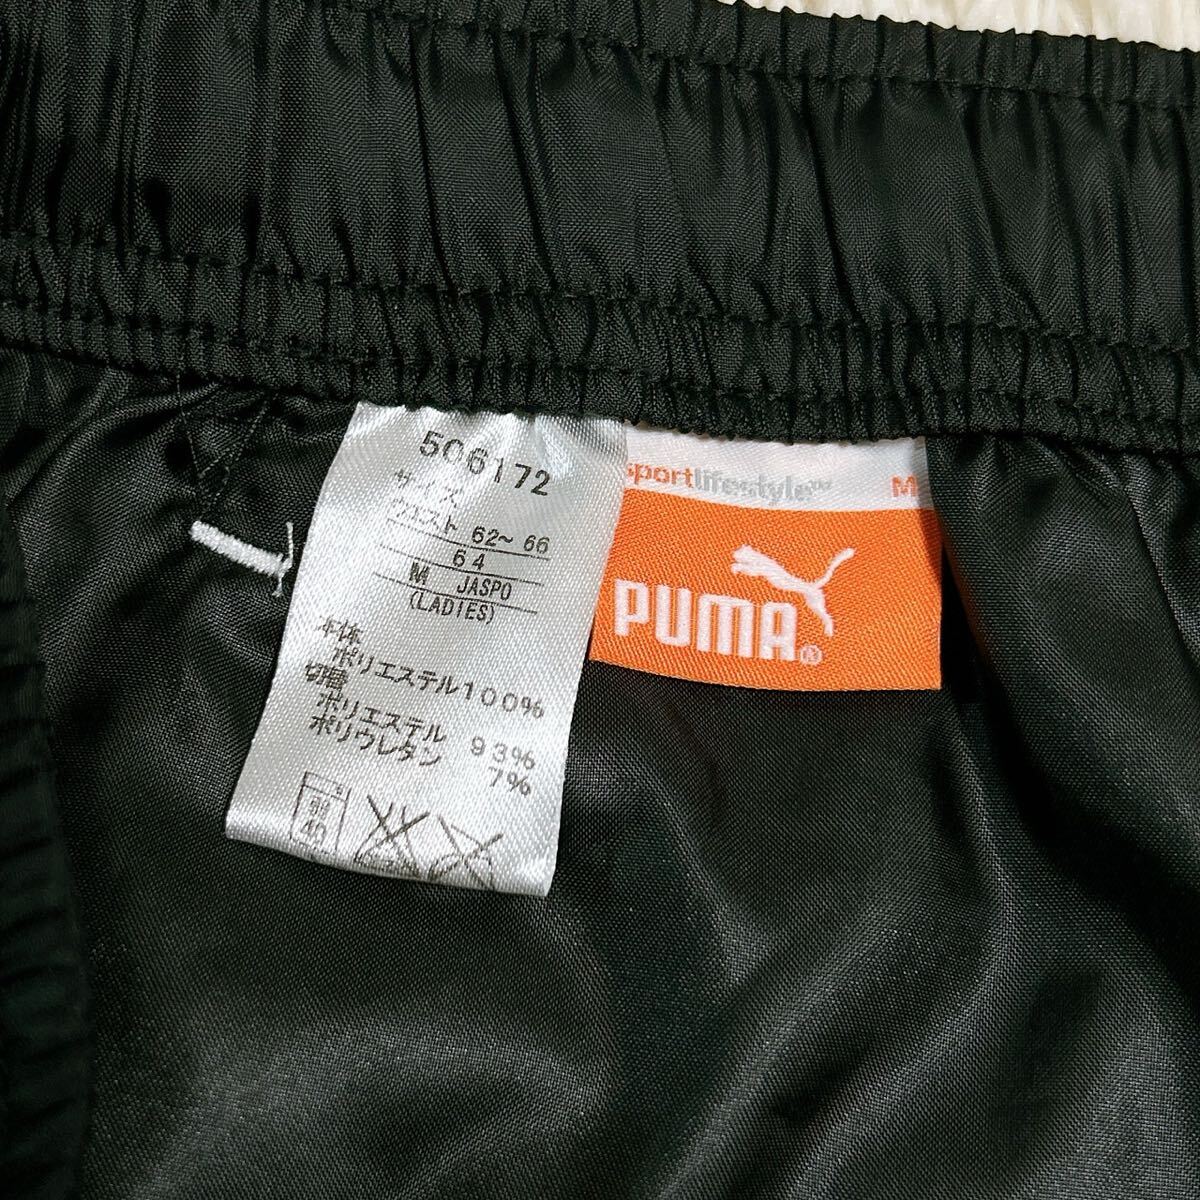 506172
サイズ
ウエスト 62~66
64
M JASPO
(LADIES)
本体
ポリエステル100%
切替
ポリエステル 93%
ポリウレタン 7%
40
sportlifestyle
M
PUMA®